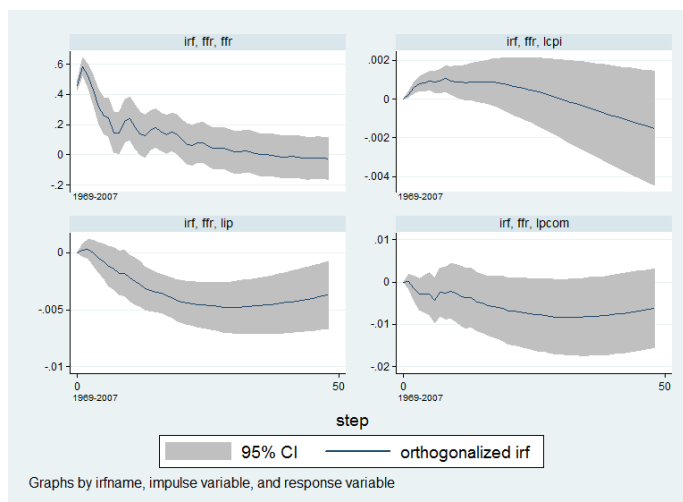 irf, ffr, ffr
.6
.4
.2
0
-.2
1969-2007
irf, ffr, lcpi
.002
0
-.002
-.004
irf, ffr, lip
0
-.005
-.01
0
50
1969-2007
irf, ffr, lpcom
.01
0
-.01
-.02
0
50
1969-2007
step
95% CI
orthogonalized irf
Graphs by irfname, impulse variable, and response variable